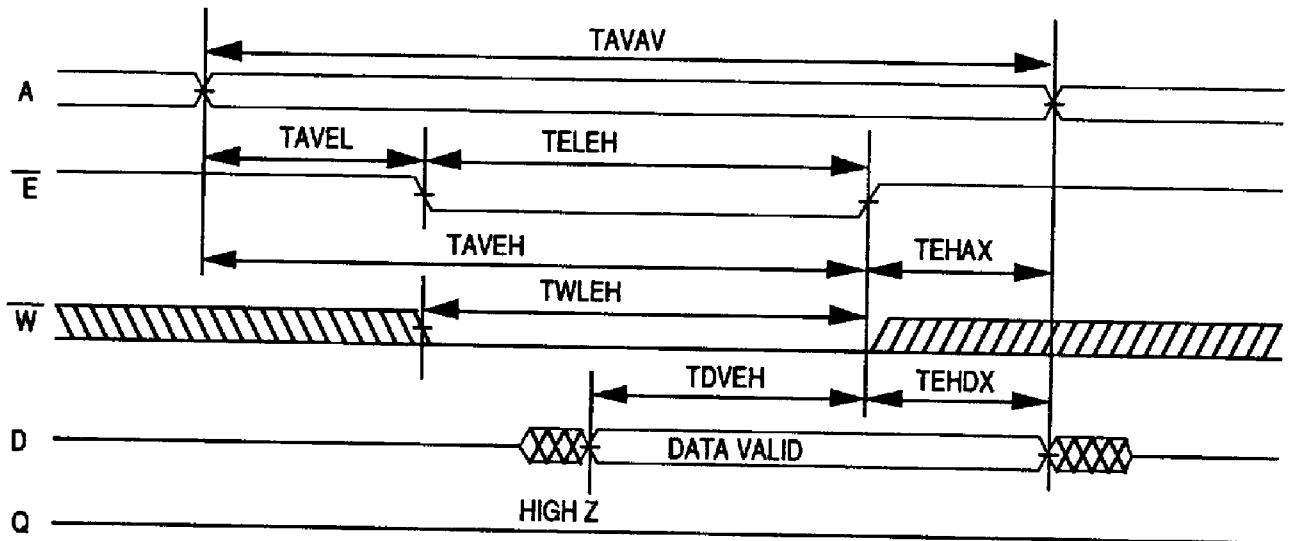 TAVAV
A
TAVEL TELEH
E̅
TAVEH TEHAX
W̅ TWLEH
TDVEH TEHDX
D DATA VALID
Q HIGH Z